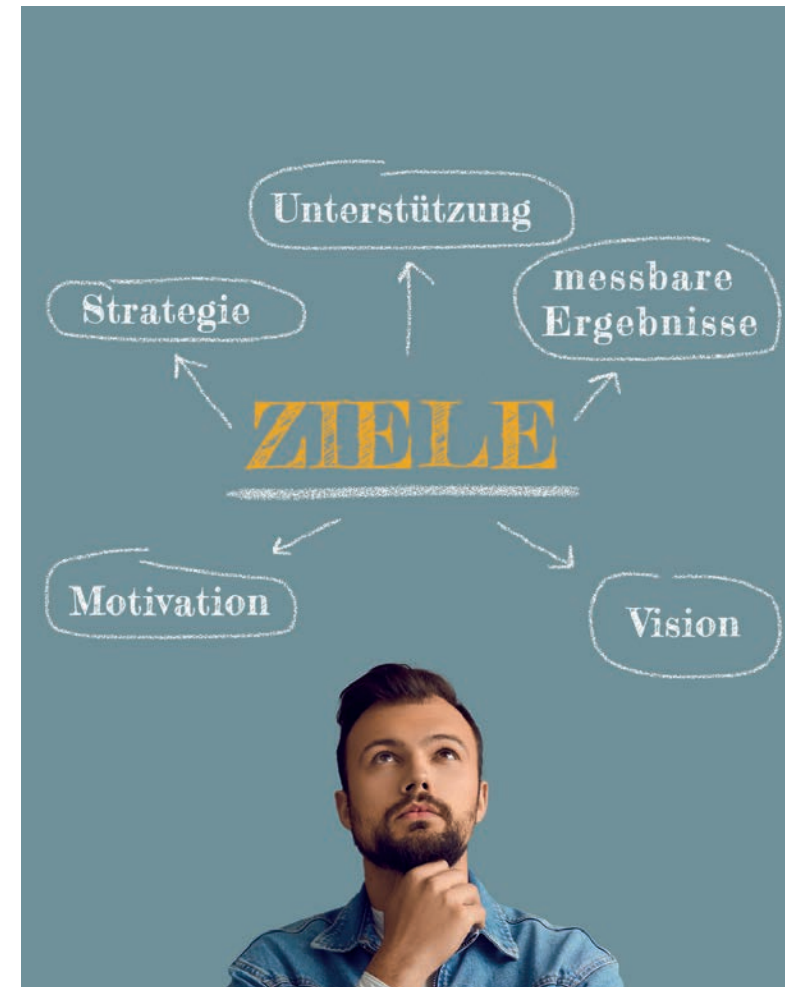 Unterstützung
Strategie
messbare
Ergebnisse
ZIELE
Motivation
Vision